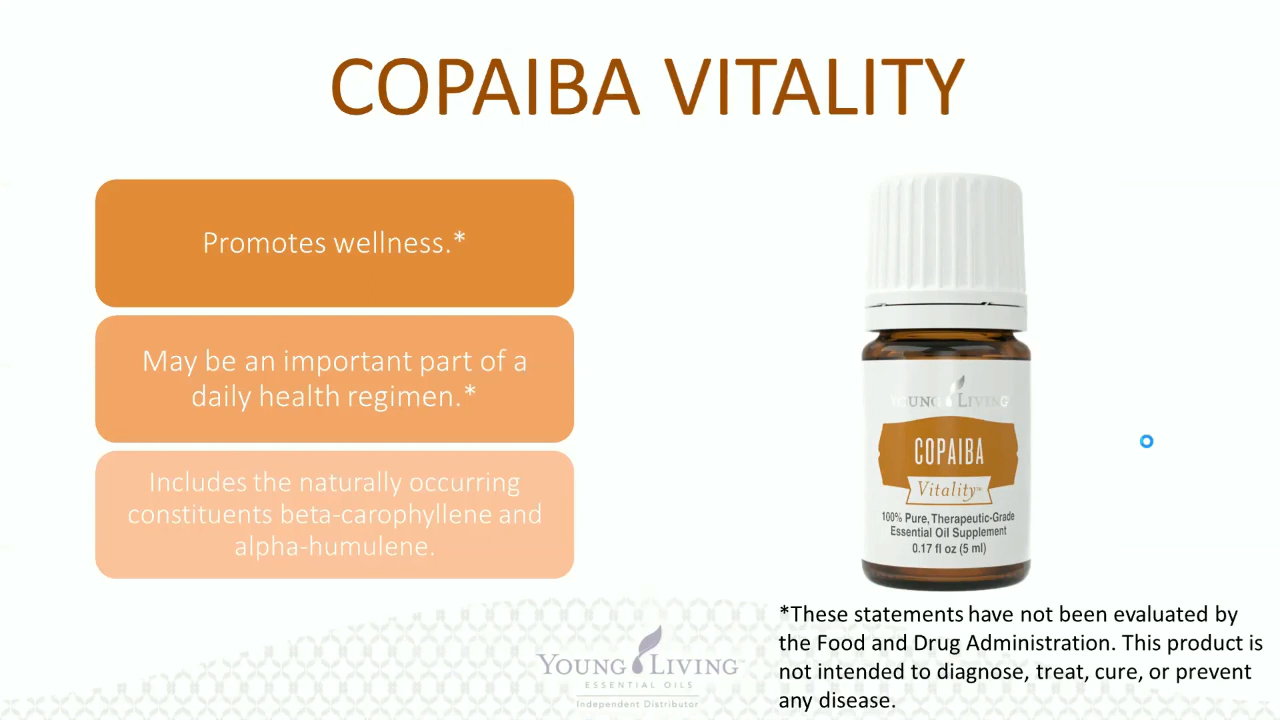 COPAIBA VITALITY
Promotes wellness.*
May be an important part of a
daily health regimen.*
Includes the naturally occurring
constituents beta-carophyllene and
alpha-humulene.
YOUNG LIVING
COPAIBA
Vitality™
100% Pure, Therapeutic-Grade
Essential Oil Supplement
0.17 fl oz (5 ml)
*These statements have not been evaluated by
the Food and Drug Administration. This product is
not intended to diagnose, treat, cure, or prevent
any disease.
YOUNG LIVING
ESSENTIAL OILS
Independent Distributor